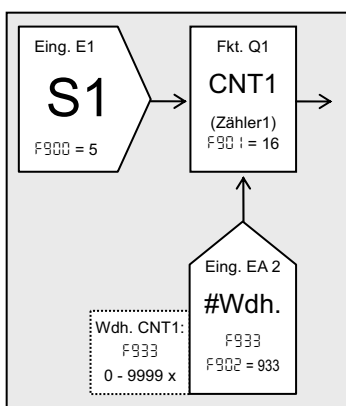 Eing. E1
S1
F900 = 5
Fkt. Q1
CNT1
(Zähler1)
F901 = 16
Eing. EA 2
#Wdh.
F933
F902 = 933
Wdh. CNT1:
F933
0 - 9999 x